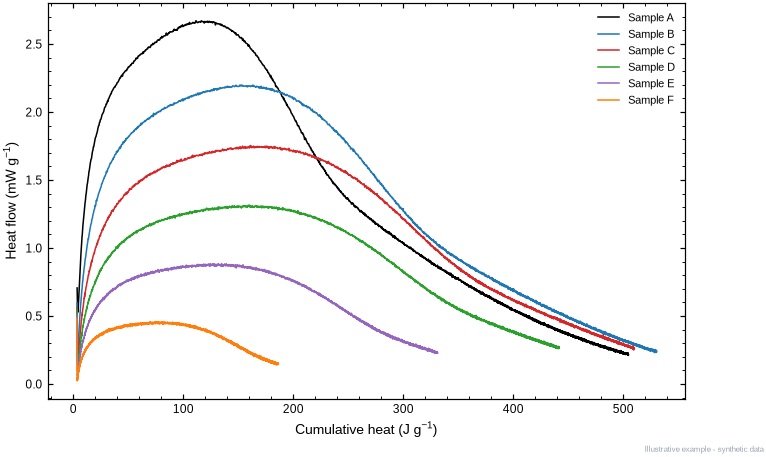 Sample A
Sample B
Sample C
Sample D
Sample E
Sample F
2.5
2.0
1.5
1.0
0.5
0.0
Heat flow (mW g⁻¹)
0 100 200 300 400 500
Cumulative heat (J g⁻¹)
Illustrative example - synthetic data